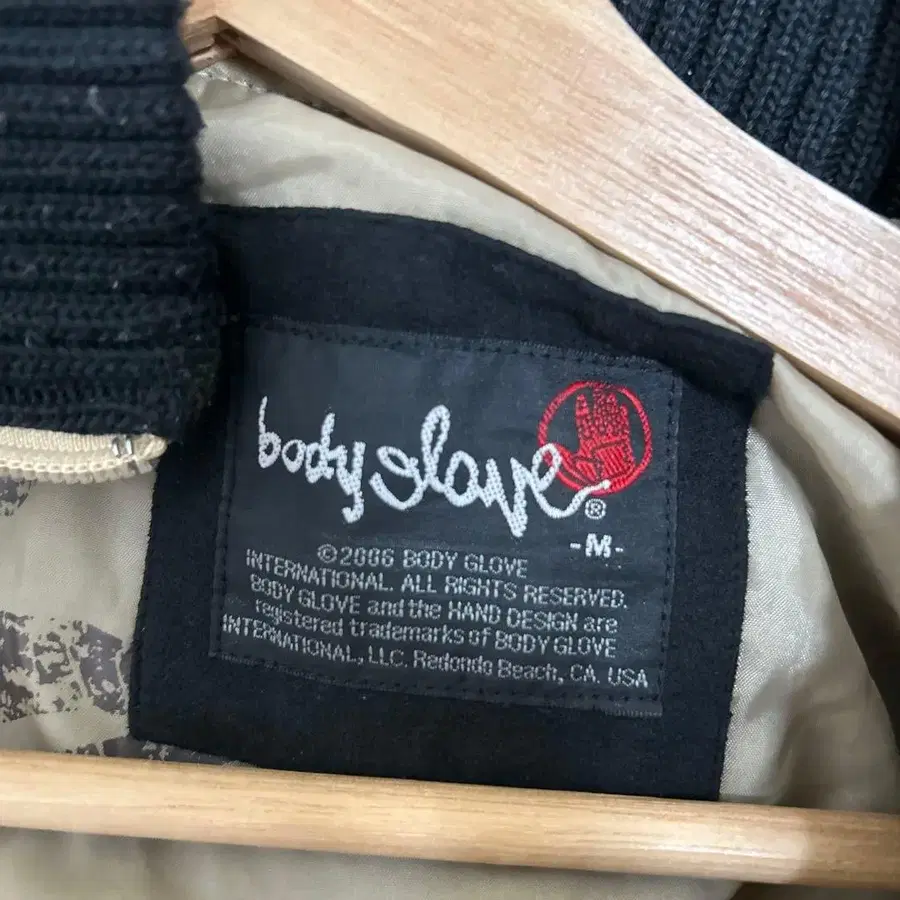 body glove
®
-M-
©2006 BODY GLOVE
INTERNATIONAL. ALL RIGHTS RESERVED.
BODY GLOVE and the HAND DESIGN are
registered trademarks of BODY GLOVE
INTERNATIONAL, LLC. Redondo Beach, CA. USA